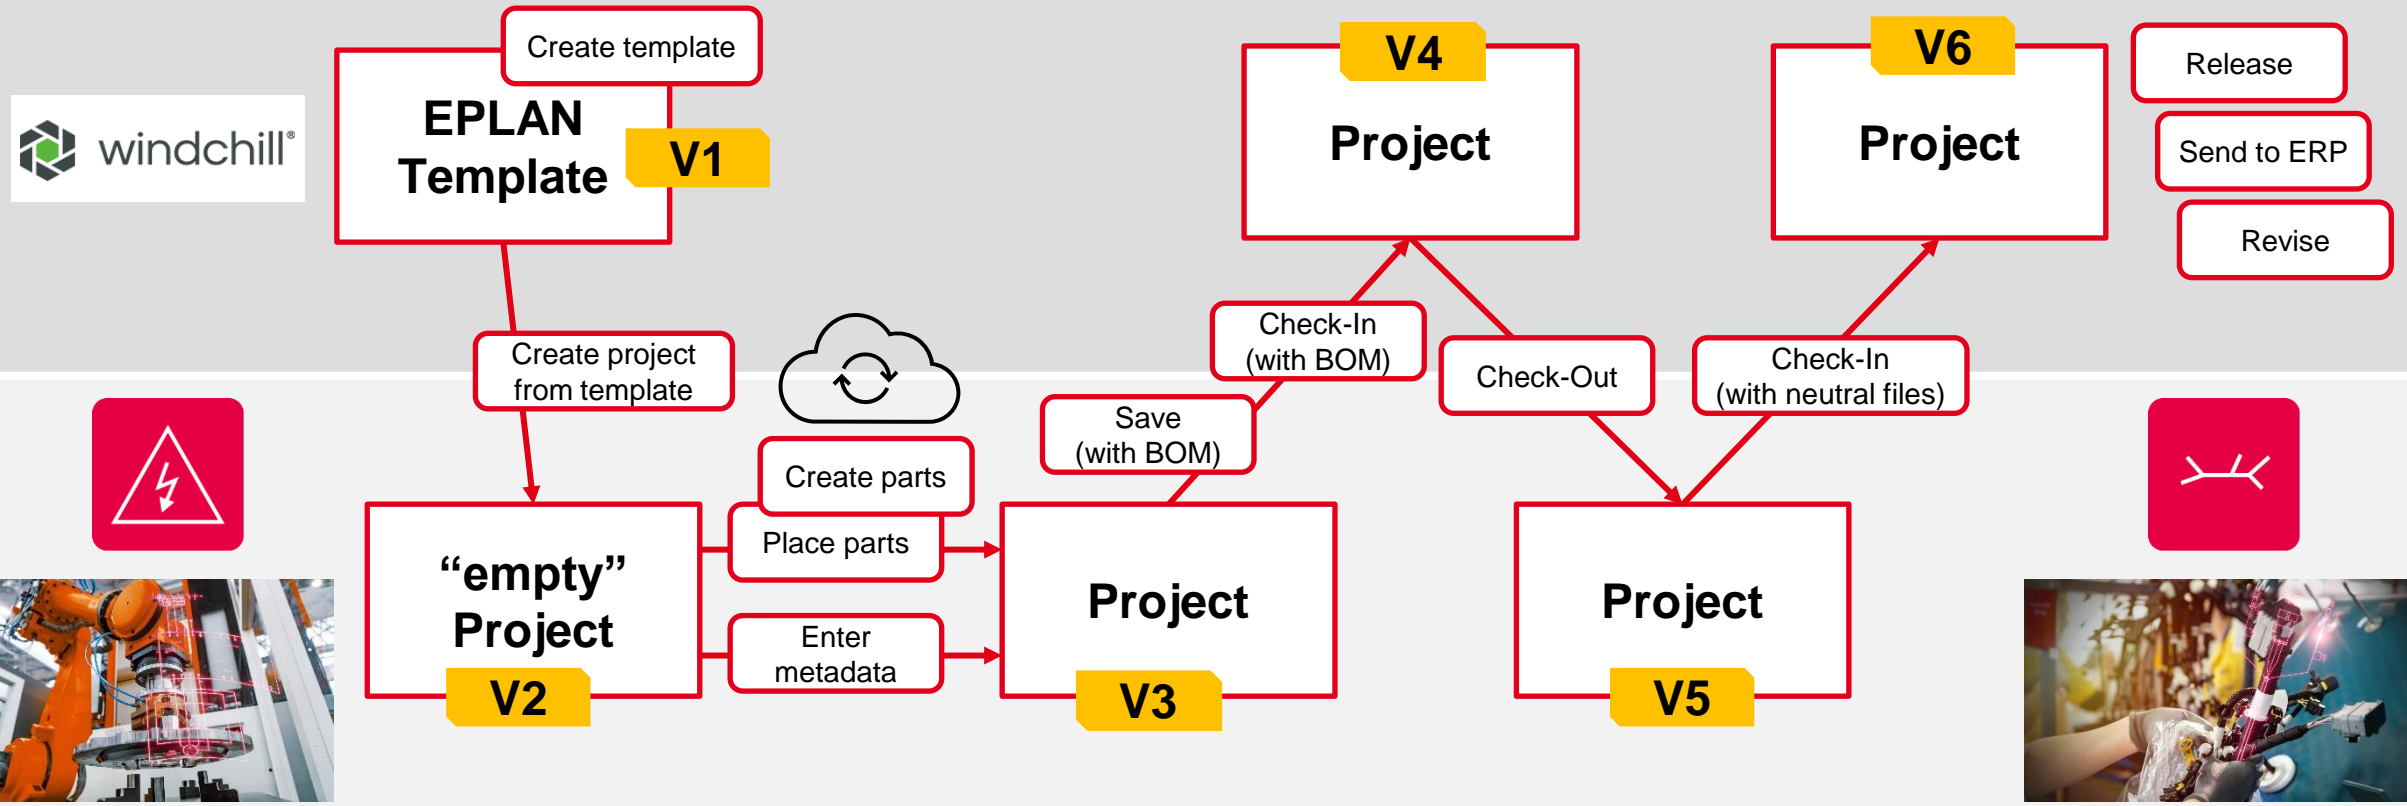 Create template
EPLAN
Template
V1
windchill®
V4
Project
V6
Project
Release
Send to ERP
Revise
Create project
from template
Check-In
(with BOM)
Check-Out
Check-In
(with neutral files)
Save
(with BOM)
Create parts
Place parts
Enter
metadata
“empty”
Project
V2
Project
V3
Project
V5